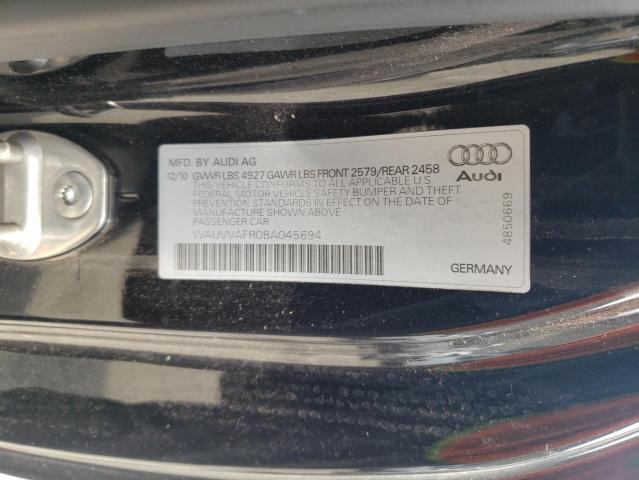 MFD. BY AUDI AG
12/10 GVWR LBS 4927 GAWR LBS FRONT 2579/REAR 2458
THIS VEHICLE CONFORMS TO ALL APPLICABLE U.S
FEDERAL MOTOR VEHICLE SAFETY BUMPER AND THEFT
PREVENTION STANDARDS IN EFFECT ON THE DATE OF
MANUFACTURE SHOWN ABOVE.
PASSENGER CAR
WAUVVAFR0BA045694
Audi
4850669
GERMANY